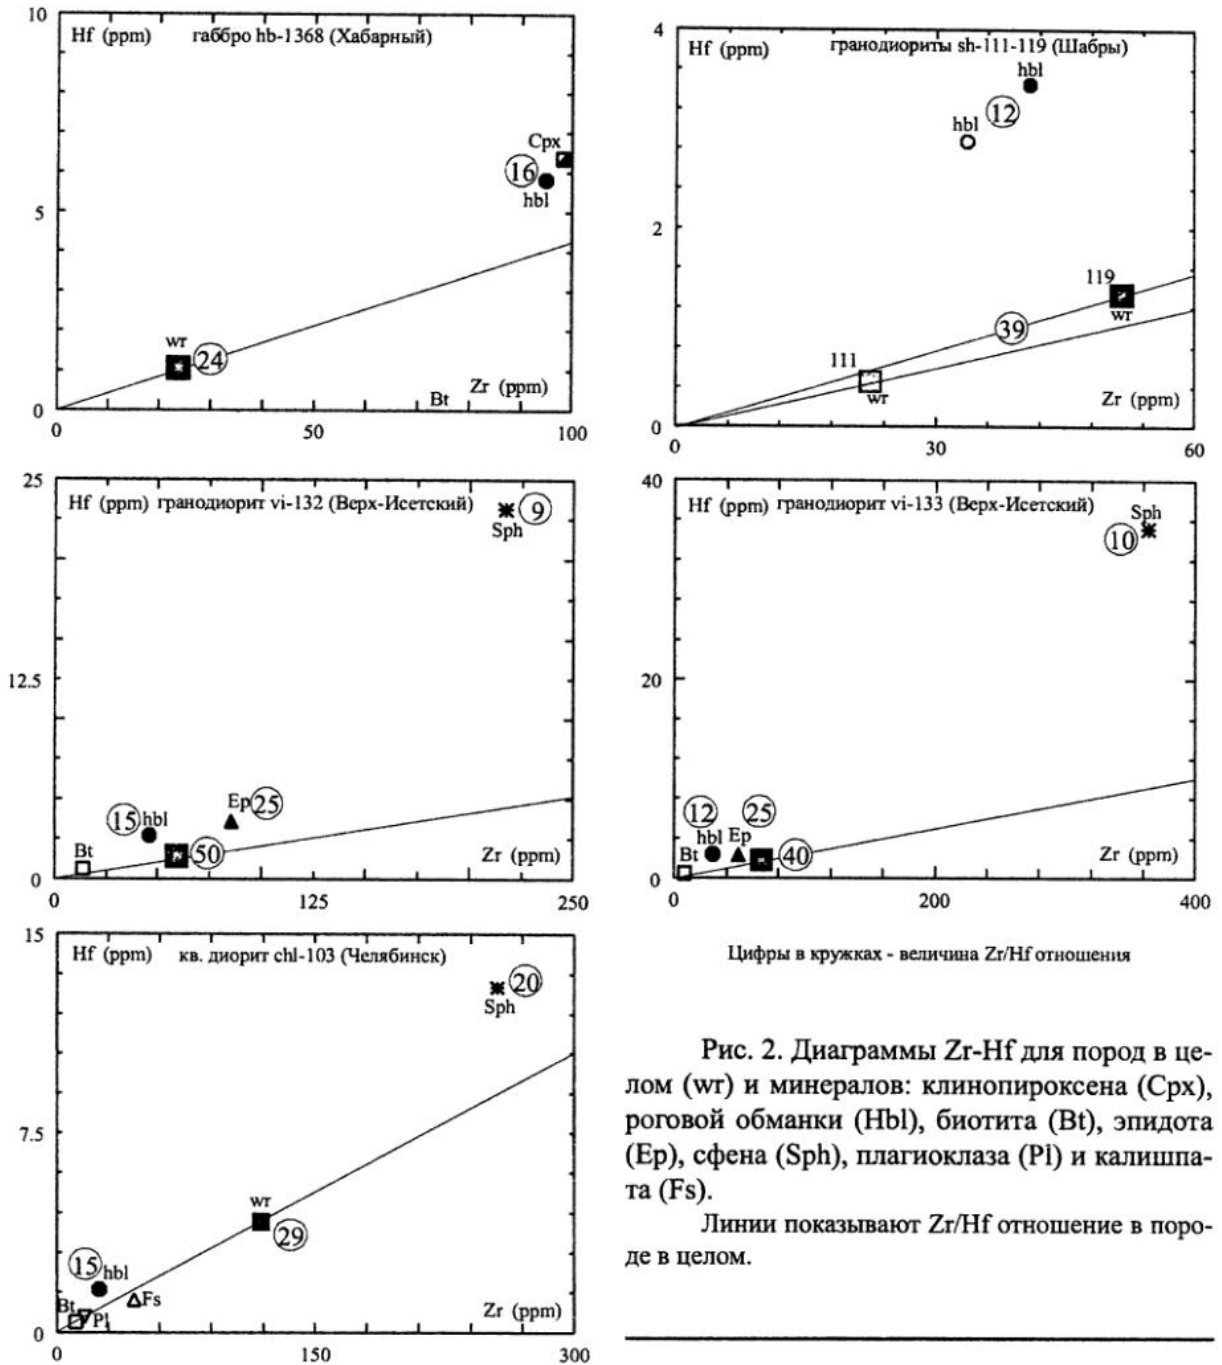 10
Hf (ppm) габбро hb-1368 (Хабарный)
Cpx
16
hbl
5
wr
24
Bt
Zr (ppm)
0
0
50
100
4
Hf (ppm)
гранодиориты sh-111-119 (Шабры)
hbl
12
hbl
2
119
wr
39
111
wr
Zr (ppm)
0
0
30
60
25
Hf (ppm) гранодиорит vi-132 (Верх-Исетский)
9
Sph
12.5
Ep 25
15 hbl
Bt
50
Zr (ppm)
0
0
125
250
40
Hf (ppm) гранодиорит vi-133 (Верх-Исетский)
Sph
10
20
12
25
hbl Ep
Bt
40
Zr (ppm)
0
0
200
400
15
Hf (ppm) кв. диорит chl-103 (Челябинск)
20
Sph
7.5
wr
29
15 hbl
Bt
Pl
Fs
Zr (ppm)
0
0
150
300
Цифры в кружках - величина Zr/Hf отношения
Рис. 2. Диаграммы Zr-Hf для пород в це-
лом (wr) и минералов: клинопироксена (Cpx),
роговой обманки (Hbl), биотита (Bt), эпидота
(Ep), сфена (Sph), плагиоклаза (Pl) и калишпа-
та (Fs).
Линии показывают Zr/Hf отношение в поро-
де в целом.